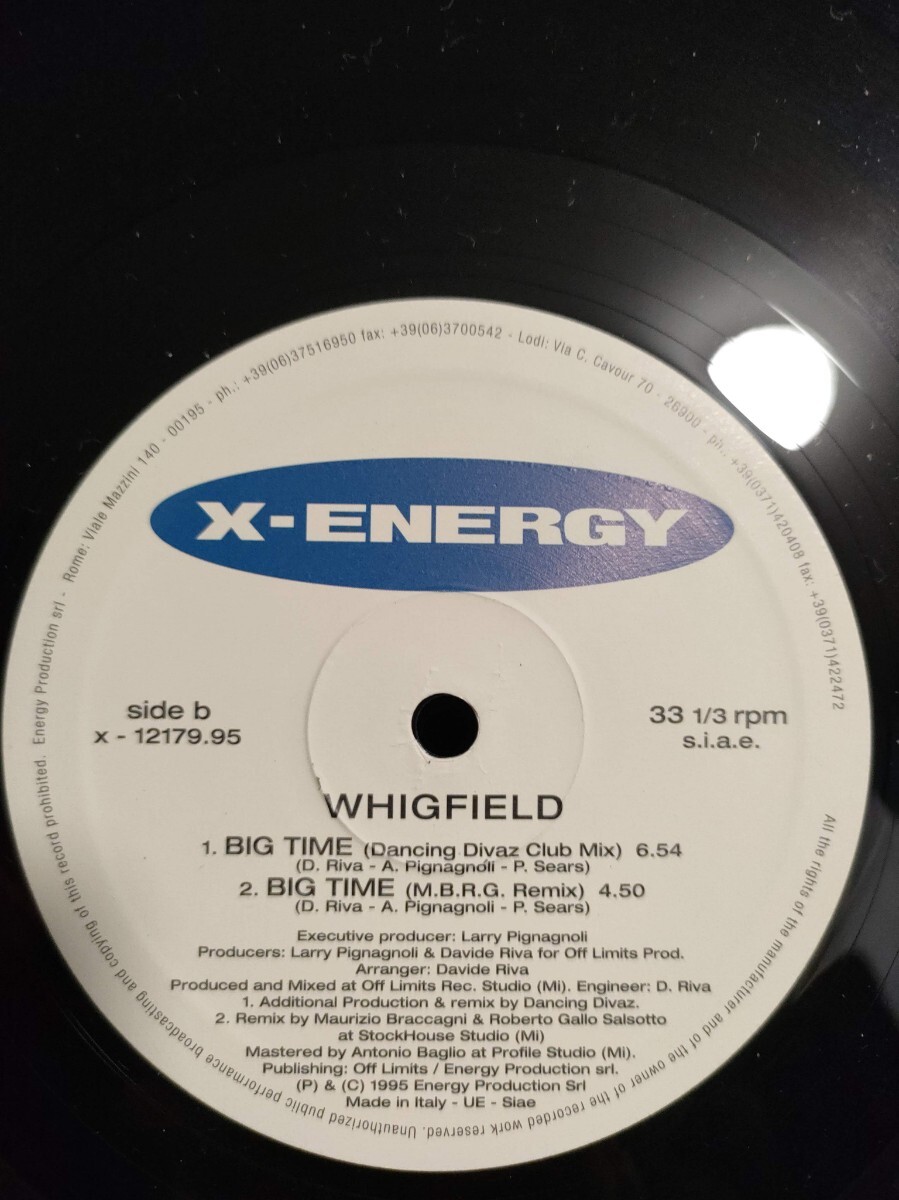 All the rights of the manufacturer and of the owner of the recorded work reserved. Unauthorized public performance broadcasting and copying of this record prohibited. Energy Production srl - Rome: Viale Mazzini 140 - 00195 - ph.: +39(06)37516950 fax: +39(06)3700542 - Lodi: Via C. Cavour 70 - 26900 - ph.: +39(0371)420408 fax: +39(0371)422472
X-ENERGY
side b
x - 12179.95
33 1/3 rpm
s.i.a.e.
WHIGFIELD
1. BIG TIME (Dancing Divaz Club Mix) 6.54
(D. Riva - A. Pignagnoli - P. Sears)
2. BIG TIME (M.B.R.G. Remix) 4.50
(D. Riva - A. Pignagnoli - P. Sears)
Executive producer: Larry Pignagnoli
Producers: Larry Pignagnoli & Davide Riva for Off Limits Prod.
Arranger: Davide Riva
Produced and Mixed at Off Limits Rec. Studio (Mi). Engineer: D. Riva
1. Additional Production & remix by Dancing Divaz.
2. Remix by Maurizio Braccagni & Roberto Gallo Salsotto
at StockHouse Studio (Mi)
Mastered by Antonio Baglio at Profile Studio (Mi).
Publishing: Off Limits / Energy Production srl.
(P) & (C) 1995 Energy Production Srl
Made in Italy - UE - Siae